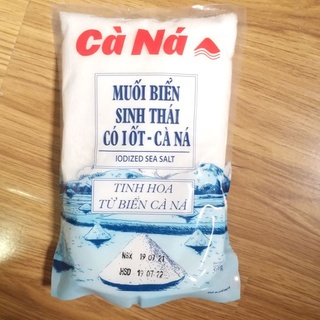 Cà Ná
MUỐI BIỂN
SINH THÁI
CÓ I ỐT - CÀ NÁ
IODIZED SEA SALT
TINH HOA
TỪ BIỂN CÀ NÁ
NSX 19 07 21
HSD 19 07 22